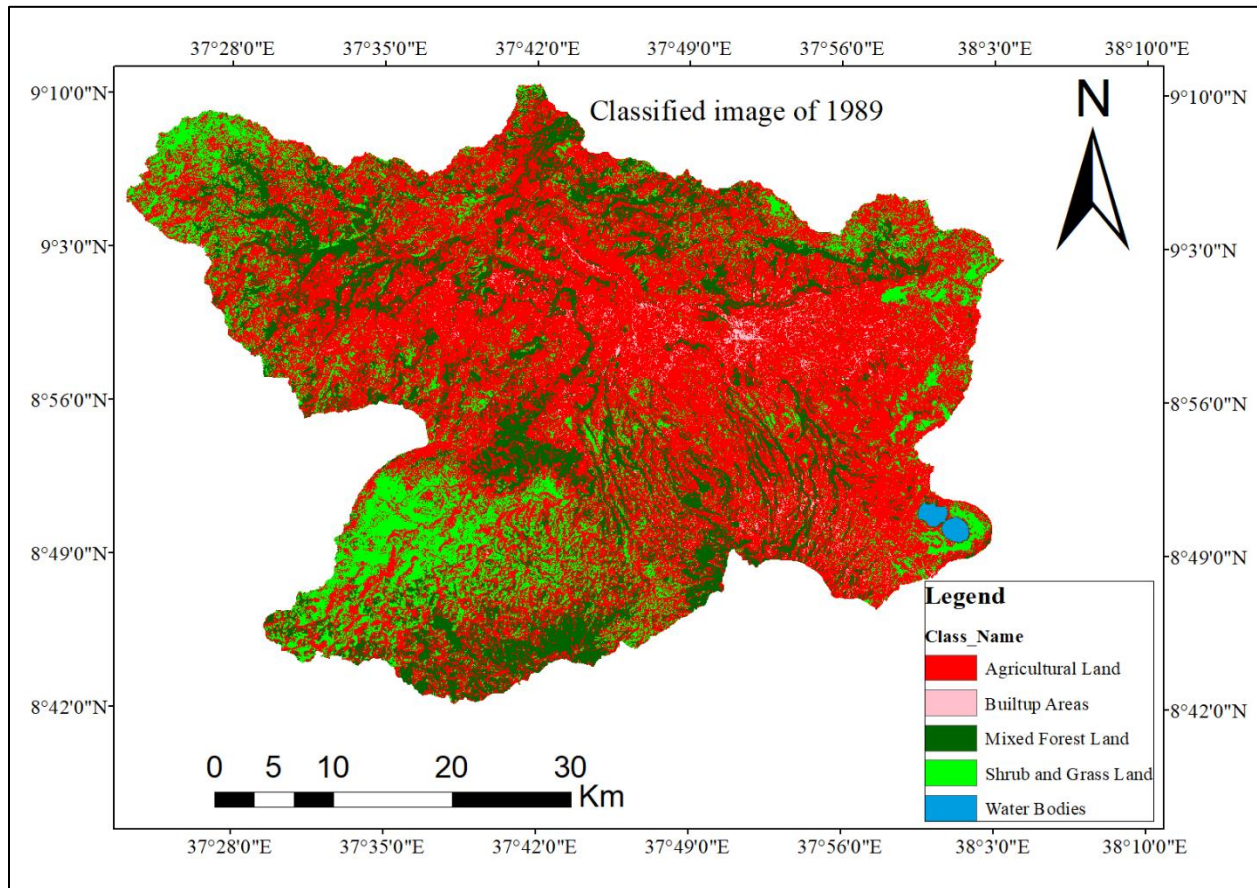 37°28'0"E 37°35'0"E 37°42'0"E 37°49'0"E 37°56'0"E 38°3'0"E 38°10'0"E
9°10'0"N 9°10'0"N
Classified image of 1989
N
9°3'0"N 9°3'0"N
8°56'0"N 8°56'0"N
8°49'0"N 8°49'0"N
Legend
Class_Name
Agricultural Land
Builtup Areas
Mixed Forest Land
Shrub and Grass Land
Water Bodies
8°42'0"N 8°42'0"N
0 5 10 20 30
Km
37°28'0"E 37°35'0"E 37°42'0"E 37°49'0"E 37°56'0"E 38°3'0"E 38°10'0"E